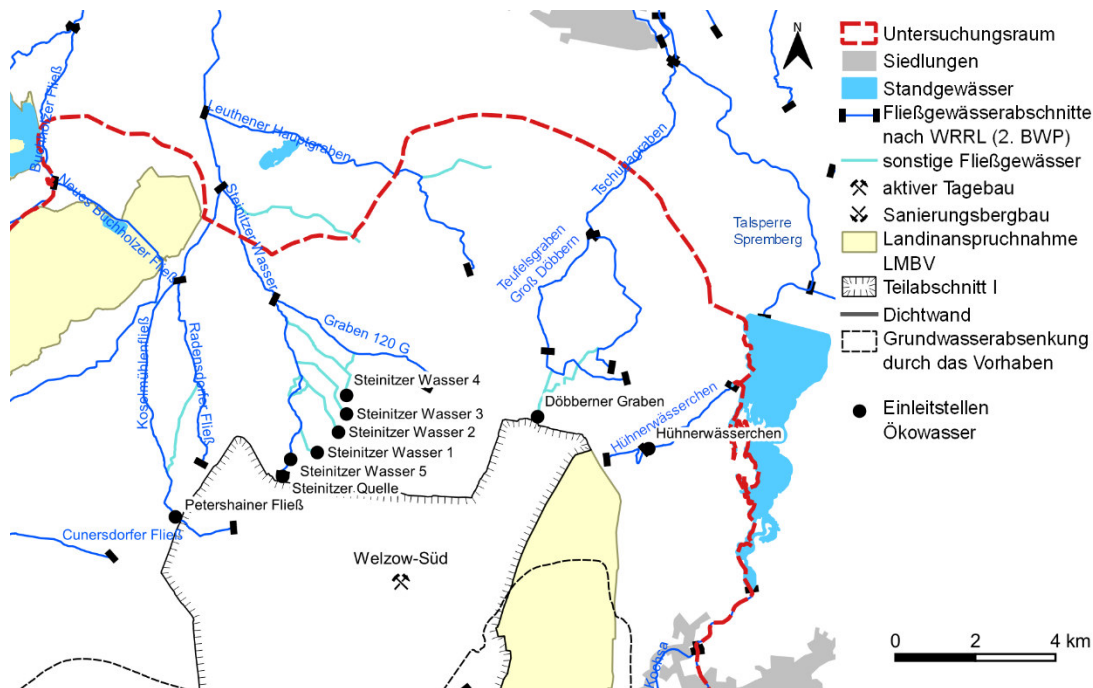 Buchholzer Fließ
Leuthener Hauptgraben
Neues Buchholzer Fließ
Steinitzer Wasser
Tschugagraben
Talsperre
Spremberg
Teufelsgraben
Groß Döbbern
Koselmühlenfließ
Radensdorfer Fließ
Graben 120 G
Steinitzer Wasser 4
Steinitzer Wasser 3
Steinitzer Wasser 2
Steinitzer Wasser 1
Steinitzer Wasser 5
Steinitzer Quelle
Döbberner Graben
Hühnerwässerchen
Hühnerwässerchen
Petershainer Fließ
Cunersdorfer Fließ
Welzow-Süd
Kochsa
N
Untersuchungsraum
Siedlungen
Standgewässer
Fließgewässerabschnitte
nach WRRL (2. BWP)
sonstige Fließgewässer
aktiver Tagebau
Sanierungsbergbau
Landinanspruchnahme
LMBV
Teilabschnitt I
Dichtwand
Grundwasserabsenkung
durch das Vorhaben
Einleitstellen
Ökowasser
0 2 4 km